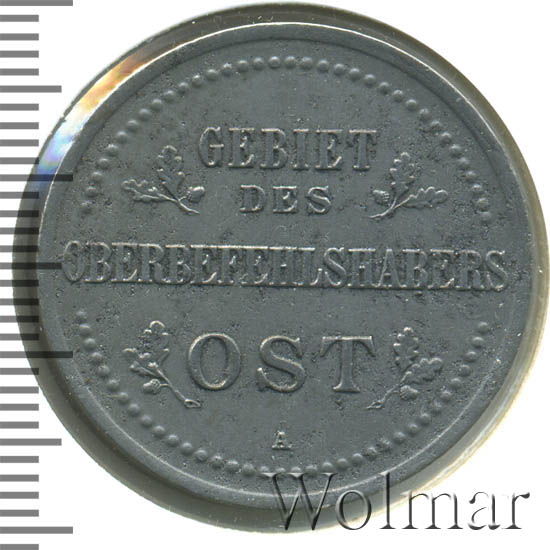 GEBIET
DES
OBERBEFEHLSHABERS
OST
A
Wolmar